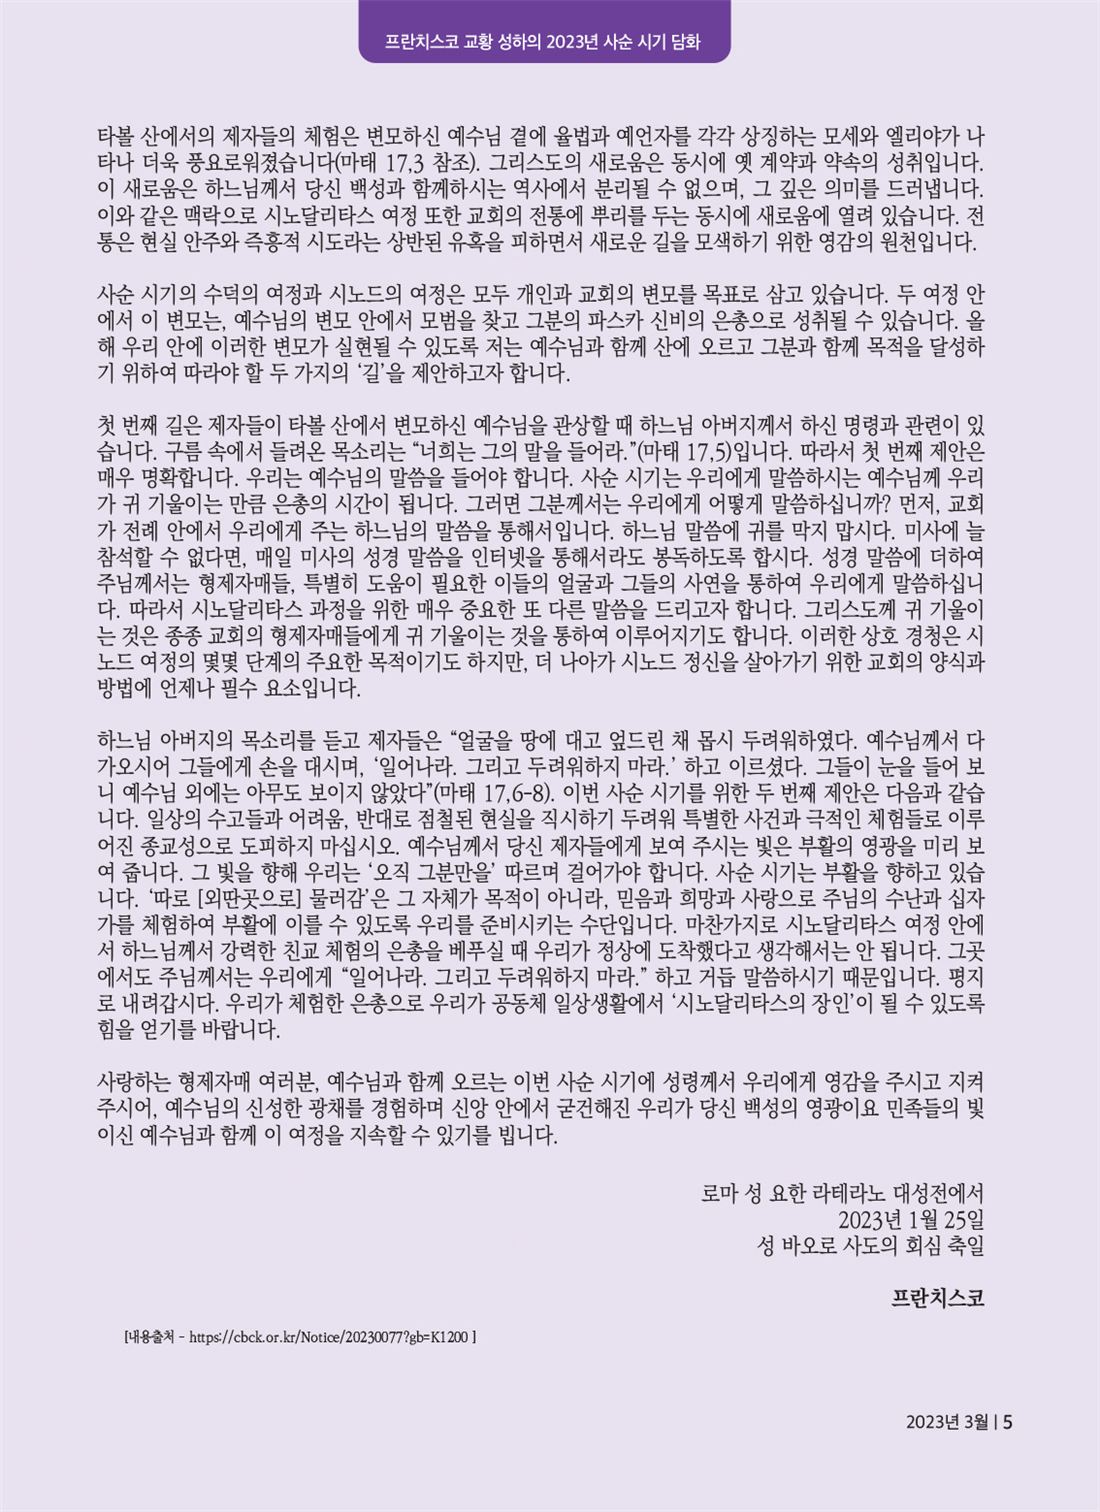 프란치스코 교황 성하의 2023년 사순 시기 담화
타볼 산에서의 제자들의 체험은 변모하신 예수님 곁에 율법과 예언자를 각각 상징하는 모세와 엘리야가 나
타나 더욱 풍요로워졌습니다(마태 17,3 참조). 그리스도의 새로움은 동시에 옛 계약과 약속의 성취입니다.
이 새로움은 하느님께서 당신 백성과 함께하시는 역사에서 분리될 수 없으며, 그 깊은 의미를 드러냅니다.
이와 같은 맥락으로 시노달리타스 여정 또한 교회의 전통에 뿌리를 두는 동시에 새로움에 열려 있습니다. 전
통은 현실 안주와 즉흥적 시도라는 상반된 유혹을 피하면서 새로운 길을 모색하기 위한 영감의 원천입니다.
사순 시기의 수덕의 여정과 시노드의 여정은 모두 개인과 교회의 변모를 목표로 삼고 있습니다. 두 여정 안
에서 이 변모는, 예수님의 변모 안에서 모범을 찾고 그분의 파스카 신비의 은총으로 성취될 수 있습니다. 올
해 우리 안에 이러한 변모가 실현될 수 있도록 저는 예수님과 함께 산에 오르고 그분과 함께 목적을 달성하
기 위하여 따라야 할 두 가지의 ‘길’을 제안하고자 합니다.
첫 번째 길은 제자들이 타볼 산에서 변모하신 예수님을 관상할 때 하느님 아버지께서 하신 명령과 관련이 있
습니다. 구름 속에서 들려온 목소리는 “너희는 그의 말을 들어라.”(마태 17,5)입니다. 따라서 첫 번째 제안은
매우 명확합니다. 우리는 예수님의 말씀을 들어야 합니다. 사순 시기는 우리에게 말씀하시는 예수님께 우리
가 귀 기울이는 만큼 은총의 시간이 됩니다. 그러면 그분께서는 우리에게 어떻게 말씀하십니까? 먼저, 교회
가 전례 안에서 우리에게 주는 하느님의 말씀을 통해서입니다. 하느님 말씀에 귀를 막지 맙시다. 미사에 늘
참석할 수 없다면, 매일 미사의 성경 말씀을 인터넷을 통해서라도 봉독하도록 합시다. 성경 말씀에 더하여
주님께서는 형제자매들, 특별히 도움이 필요한 이들의 얼굴과 그들의 사연을 통하여 우리에게 말씀하십니
다. 따라서 시노달리타스 과정을 위한 매우 중요한 또 다른 말씀을 드리고자 합니다. 그리스도께 귀 기울이
는 것은 종종 교회의 형제자매들에게 귀 기울이는 것을 통하여 이루어지기도 합니다. 이러한 상호 경청은 시
노드 여정의 몇몇 단계의 주요한 목적이기도 하지만, 더 나아가 시노드 정신을 살아가기 위한 교회의 양식과
방법에 언제나 필수 요소입니다.
하느님 아버지의 목소리를 듣고 제자들은 “얼굴을 땅에 대고 엎드린 채 몹시 두려워하였다. 예수님께서 다
가오시어 그들에게 손을 대시며, ‘일어나라. 그리고 두려워하지 마라.’ 하고 이르셨다. 그들이 눈을 들어 보
니 예수님 외에는 아무도 보이지 않았다”(마태 17,6-8). 이번 사순 시기를 위한 두 번째 제안은 다음과 같습
니다. 일상의 수고들과 어려움, 반대로 점철된 현실을 직시하기 두려워 특별한 사건과 극적인 체험들로 이루
어진 종교성으로 도피하지 마십시오. 예수님께서 당신 제자들에게 보여 주시는 빛은 부활의 영광을 미리 보
여 줍니다. 그 빛을 향해 우리는 ‘오직 그분만을’ 따르며 걸어가야 합니다. 사순 시기는 부활을 향하고 있습
니다. ‘따로 [외딴곳으로] 물러감’은 그 자체가 목적이 아니라, 믿음과 희망과 사랑으로 주님의 수난과 십자
가를 체험하여 부활에 이를 수 있도록 우리를 준비시키는 수단입니다. 마찬가지로 시노달리타스 여정 안에
서 하느님께서 강력한 친교 체험의 은총을 베푸실 때 우리가 정상에 도착했다고 생각해서는 안 됩니다. 그곳
에서도 주님께서는 우리에게 “일어나라. 그리고 두려워하지 마라.” 하고 거듭 말씀하시기 때문입니다. 평지
로 내려갑시다. 우리가 체험한 은총으로 우리가 공동체 일상생활에서 ‘시노달리타스의 장인’이 될 수 있도록
힘을 얻기를 바랍니다.
사랑하는 형제자매 여러분, 예수님과 함께 오르는 이번 사순 시기에 성령께서 우리에게 영감을 주시고 지켜
주시어, 예수님의 신성한 광채를 경험하며 신앙 안에서 굳건해진 우리가 당신 백성의 영광이요 민족들의 빛
이신 예수님과 함께 이 여정을 지속할 수 있기를 빕니다.
로마 성 요한 라테라노 대성전에서
2023년 1월 25일
성 바오로 사도의 회심 축일
프란치스코
[내용출처 - https://cbck.or.kr/Notice/20230077?gb=K1200 ]
2023년 3월 | 5